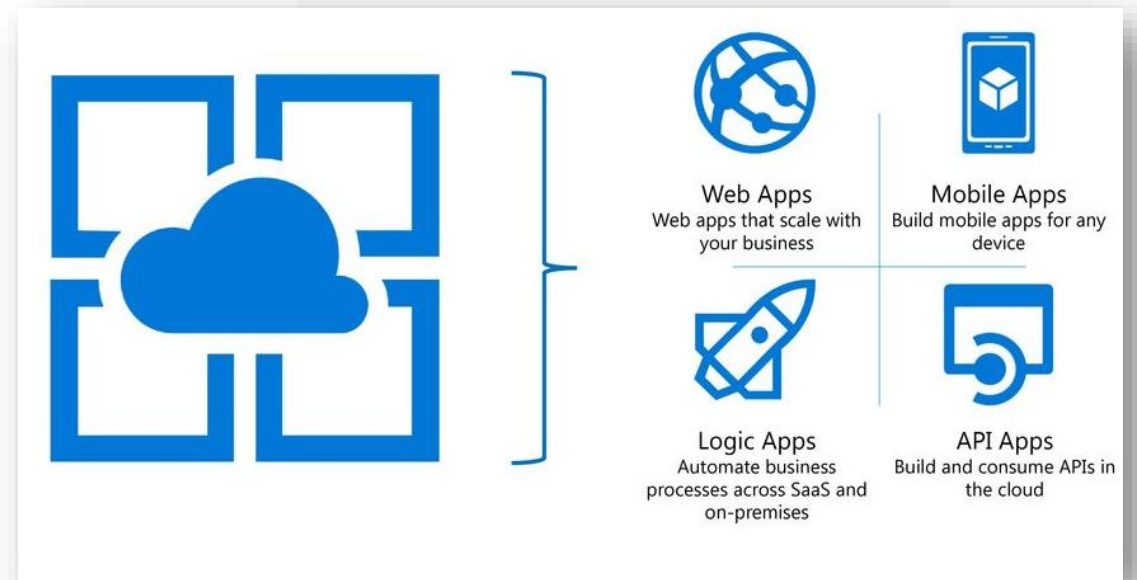 Web Apps
Web apps that scale with
your business
Mobile Apps
Build mobile apps for any
device
Logic Apps
Automate business
processes across SaaS and
on-premises
API Apps
Build and consume APIs in
the cloud